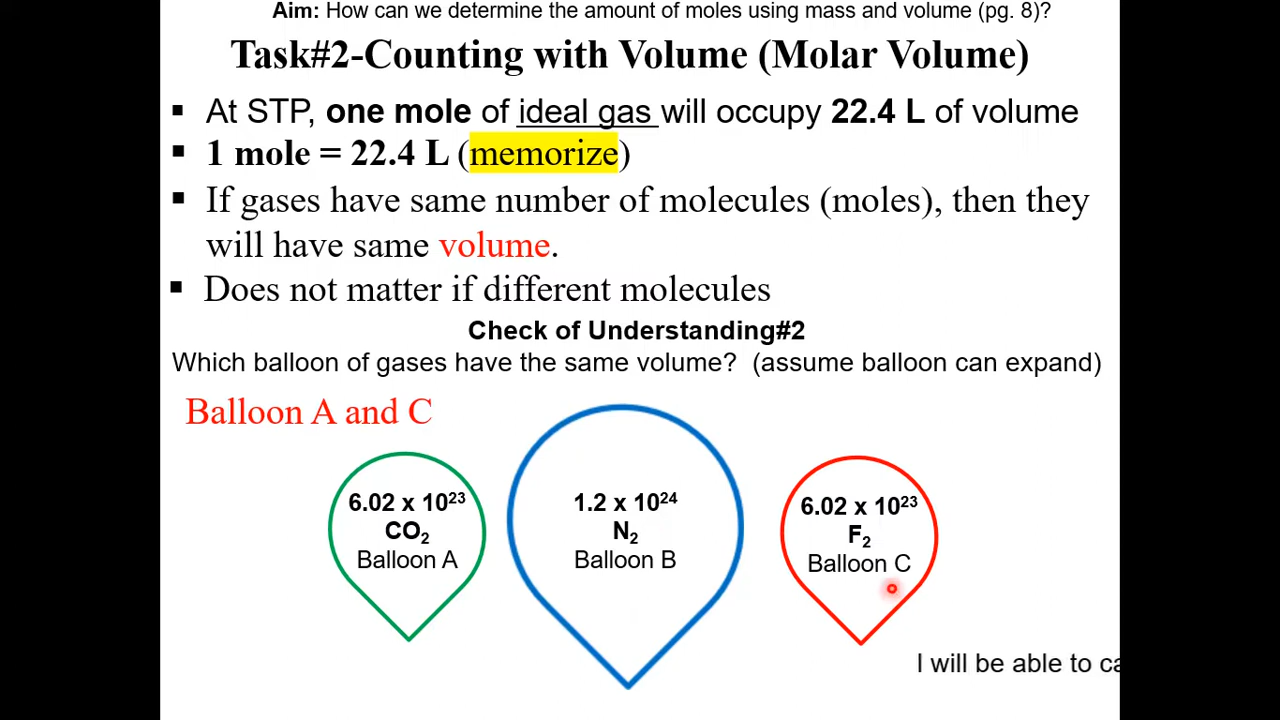 Aim: How can we determine the amount of moles using mass and volume (pg. 8)?
Task#2-Counting with Volume (Molar Volume)
▪ At STP, one mole of ideal gas will occupy 22.4 L of volume
▪ 1 mole = 22.4 L (memorize)
▪ If gases have same number of molecules (moles), then they
will have same volume.
▪ Does not matter if different molecules
Check of Understanding#2
Which balloon of gases have the same volume? (assume balloon can expand)
Balloon A and C
6.02 x 10²³
CO₂
Balloon A
1.2 x 10²⁴
N₂
Balloon B
6.02 x 10²³
F₂
Balloon C
I will be able to